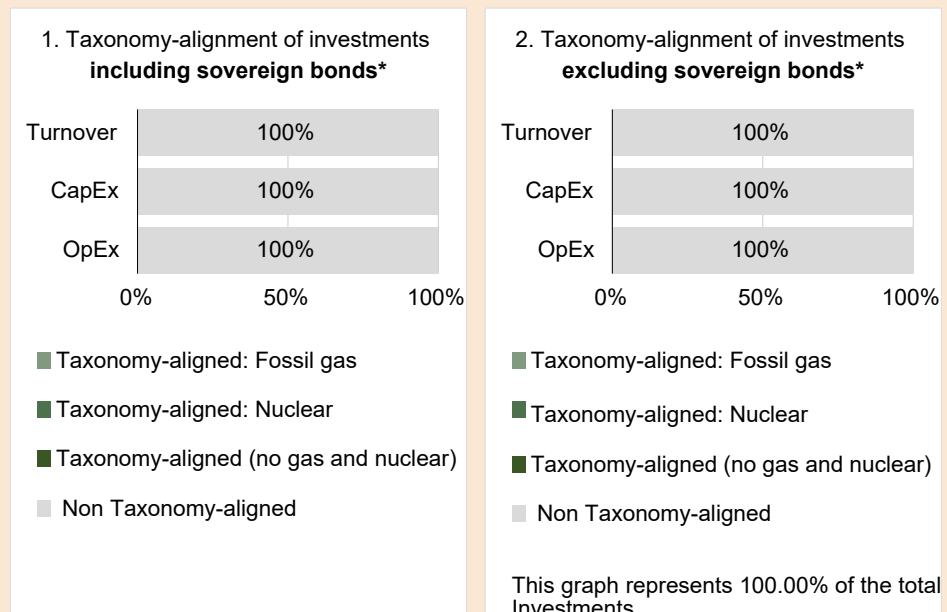 1. Taxonomy-alignment of investments
including sovereign bonds*
Turnover 100%
CapEx 100%
OpEx 100%
0% 50% 100%
Taxonomy-aligned: Fossil gas
Taxonomy-aligned: Nuclear
Taxonomy-aligned (no gas and nuclear)
Non Taxonomy-aligned
2. Taxonomy-alignment of investments
excluding sovereign bonds*
Turnover 100%
CapEx 100%
OpEx 100%
0% 50% 100%
Taxonomy-aligned: Fossil gas
Taxonomy-aligned: Nuclear
Taxonomy-aligned (no gas and nuclear)
Non Taxonomy-aligned
This graph represents 100.00% of the total
Investments